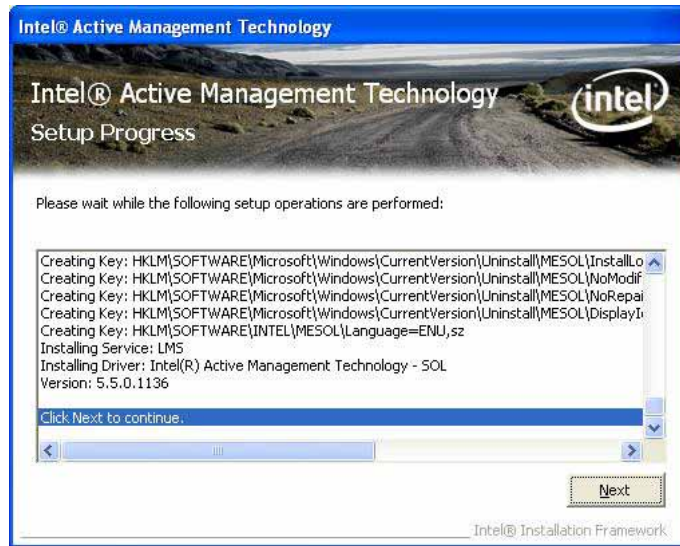 Intel® Active Management Technology
Intel® Active Management Technology
intel
Setup Progress
Please wait while the following setup operations are performed:
Creating Key: HKLM\SOFTWARE\Microsoft\Windows\CurrentVersion\Uninstall\MESOL\InstallLo
Creating Key: HKLM\SOFTWARE\Microsoft\Windows\CurrentVersion\Uninstall\MESOL\NoModif
Creating Key: HKLM\SOFTWARE\Microsoft\Windows\CurrentVersion\Uninstall\MESOL\NoRepai
Creating Key: HKLM\SOFTWARE\Microsoft\Windows\CurrentVersion\Uninstall\MESOL\DisplayI
Creating Key: HKLM\SOFTWARE\INTEL\MESOL\Language=ENU,sz
Installing Service: LMS
Installing Driver: Intel(R) Active Management Technology - SOL
Version: 5.5.0.1136
Click Next to continue.
Next
Intel® Installation Framework